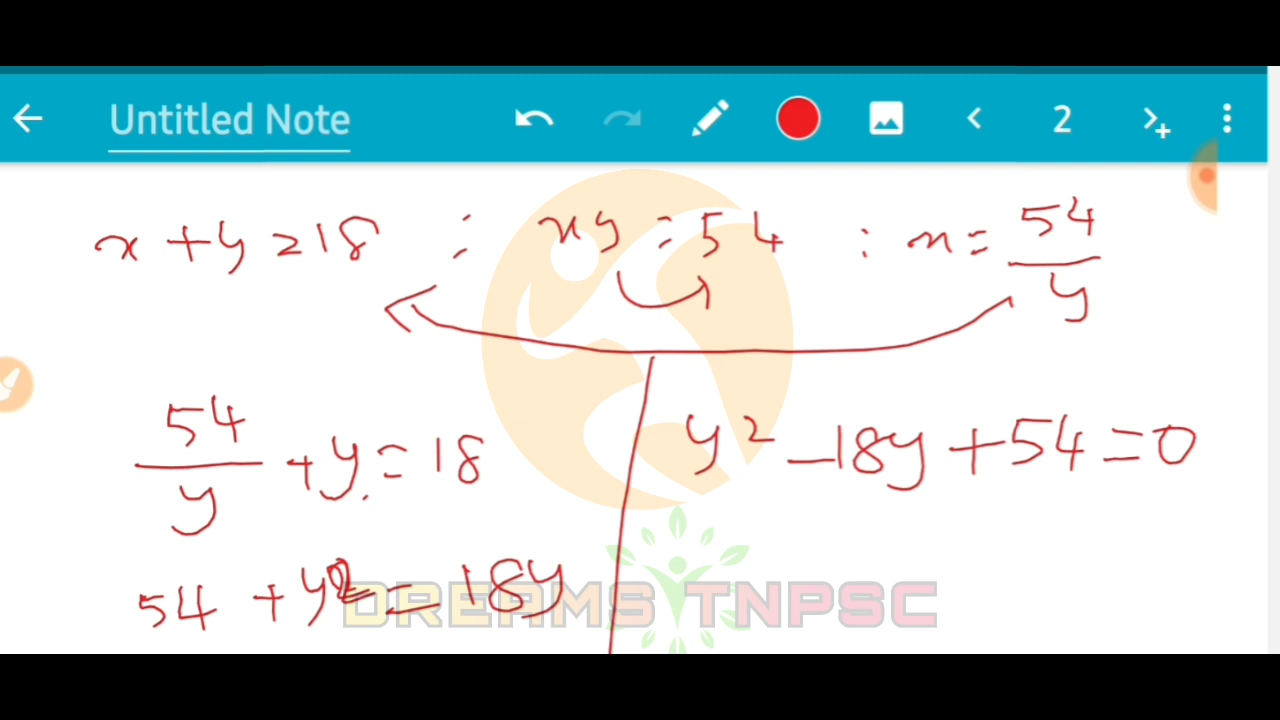 Untitled Note
2
x + y = 18 : xy = 54 : x = 54/y
54/y + y = 18
y² - 18y + 54 = 0
54 + y² = 18y
DREAMS TNPSC